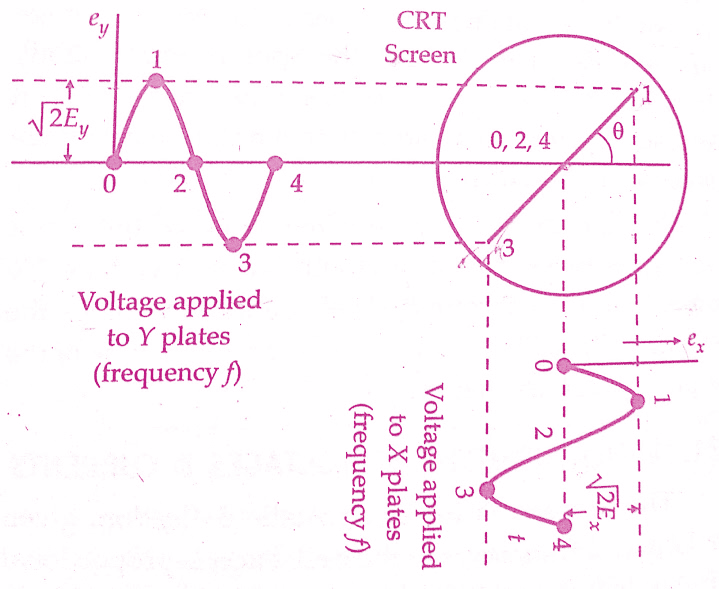 e_y
CRT
Screen
1
√2E_y
0
2
4
3
0, 2, 4
θ
1
3
Voltage applied
to Y plates
(frequency f)
e_x
0
1
2
3
4
√2E_x
t
Voltage applied
to X plates
(frequency f)